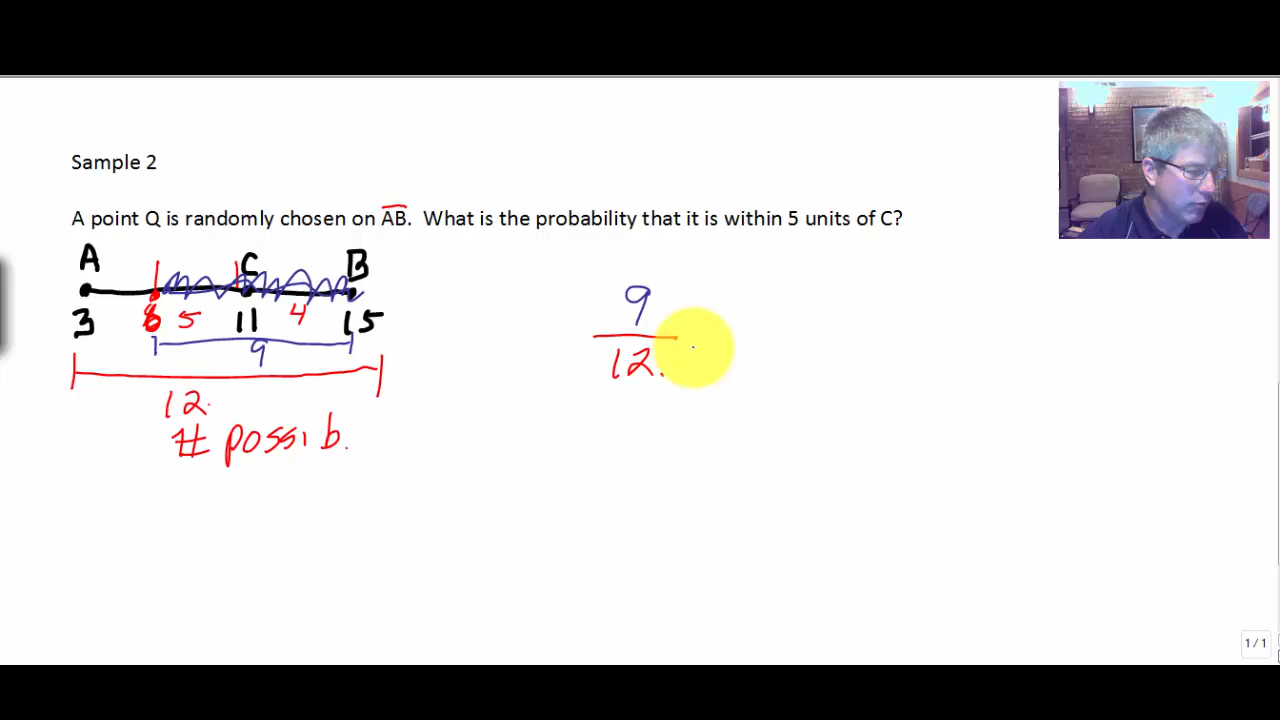 Sample 2
A point Q is randomly chosen on AB. What is the probability that it is within 5 units of C?
A C B
3 6 5 11 4 15
9
12.
# possib.
9
12.
1 / 1